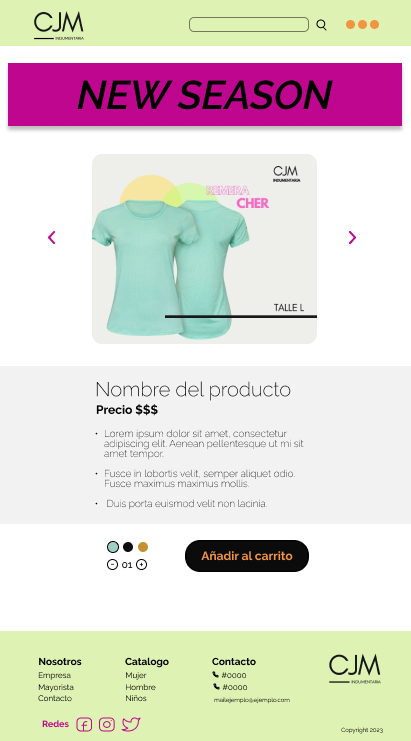 CJM
INDUMENTARIA
NEW SEASON
CJM
INDUMENTARIA
REMERA
CHER
TALLE L
Nombre del producto
Precio $$$
• Lorem ipsum dolor sit amet, consectetur
adipiscing elit. Aenean pellentesque ut mi sit
amet tempor.
• Fusce in lobortis velit, semper aliquet odio.
Fusce maximus maximus mollis.
• Duis porta euismod velit non lacinia.
- 01 +
Añadir al carrito
Nosotros
Empresa
Mayorista
Contacto
Catalogo
Mujer
Hombre
Niños
Contacto
#0000
#0000
mailejemplo@ejemplo.com
CJM
INDUMENTARIA
Redes
Copyright 2023